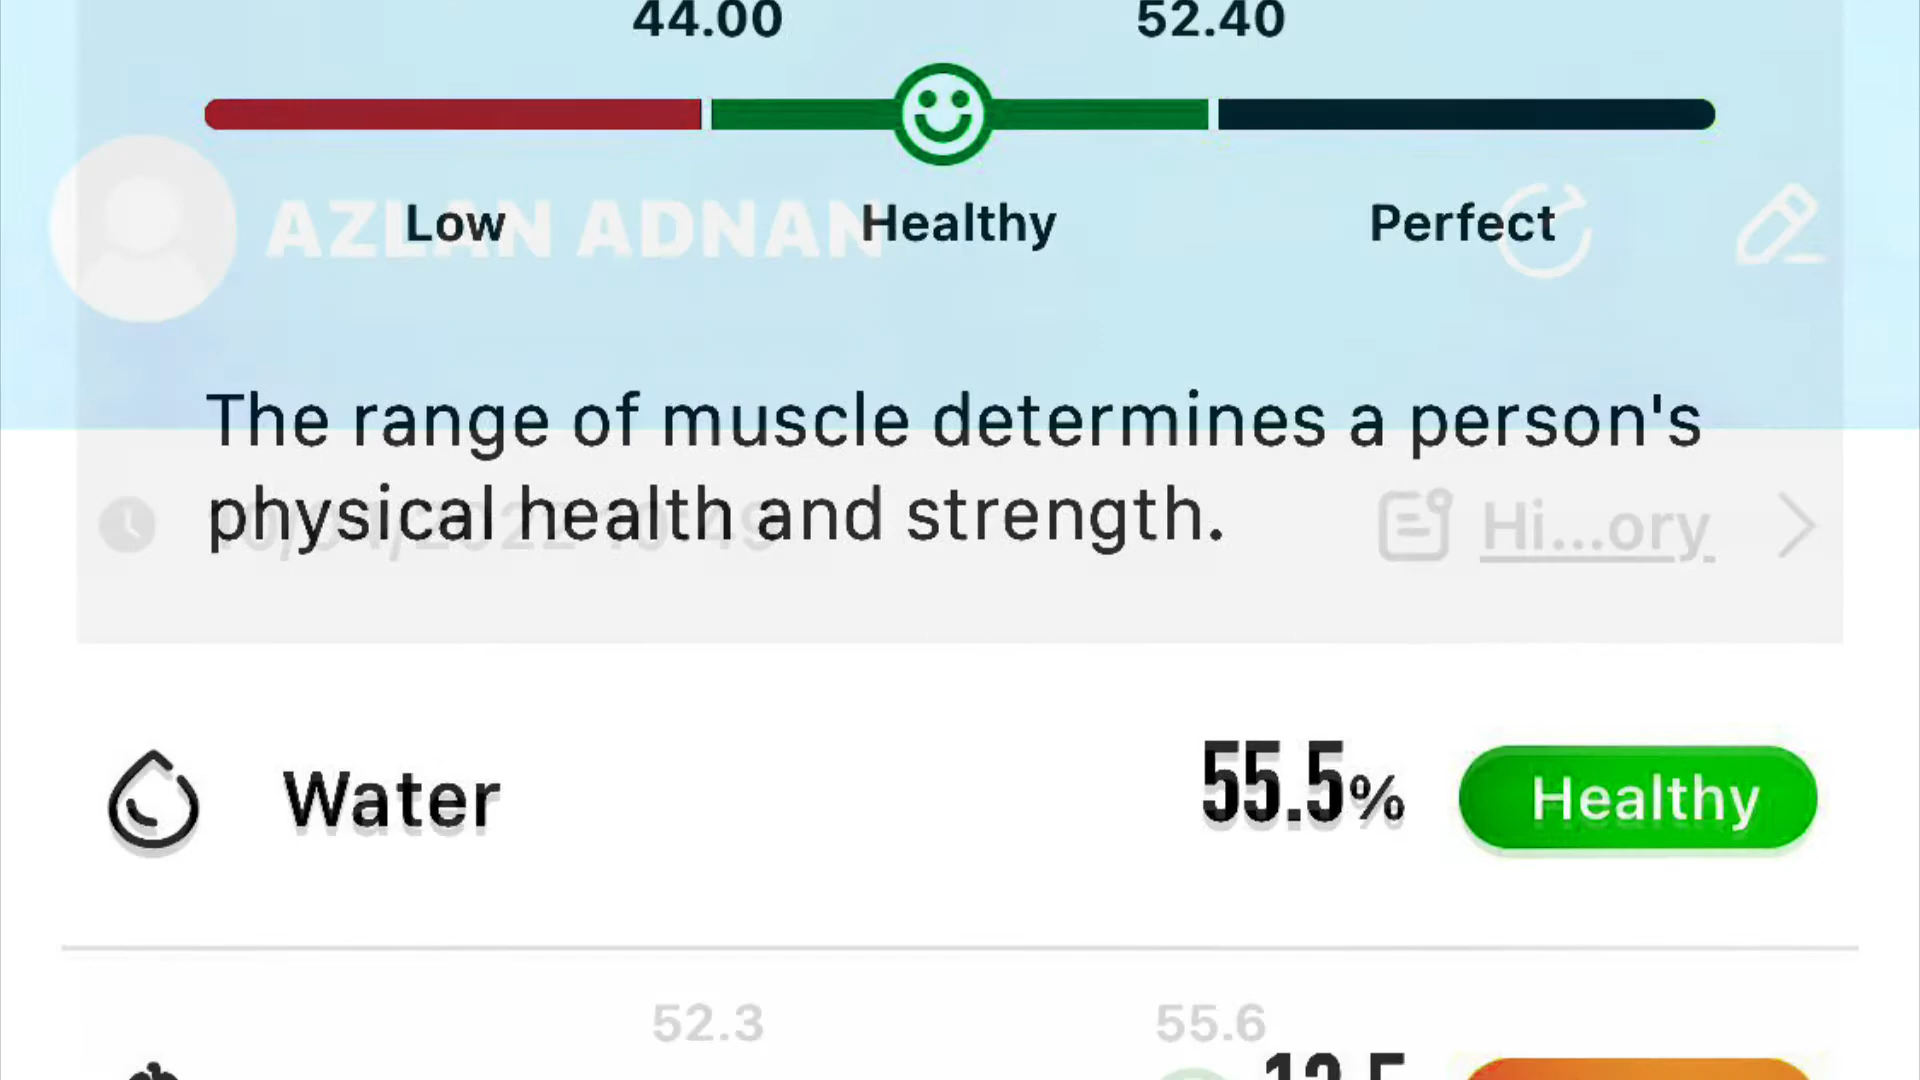 44.00 52.40
AZLAN ADNAN
Low Healthy Perfect
The range of muscle determines a person's
physical health and strength.
Hi...ory
Water 55.5% Healthy
52.3 55.6